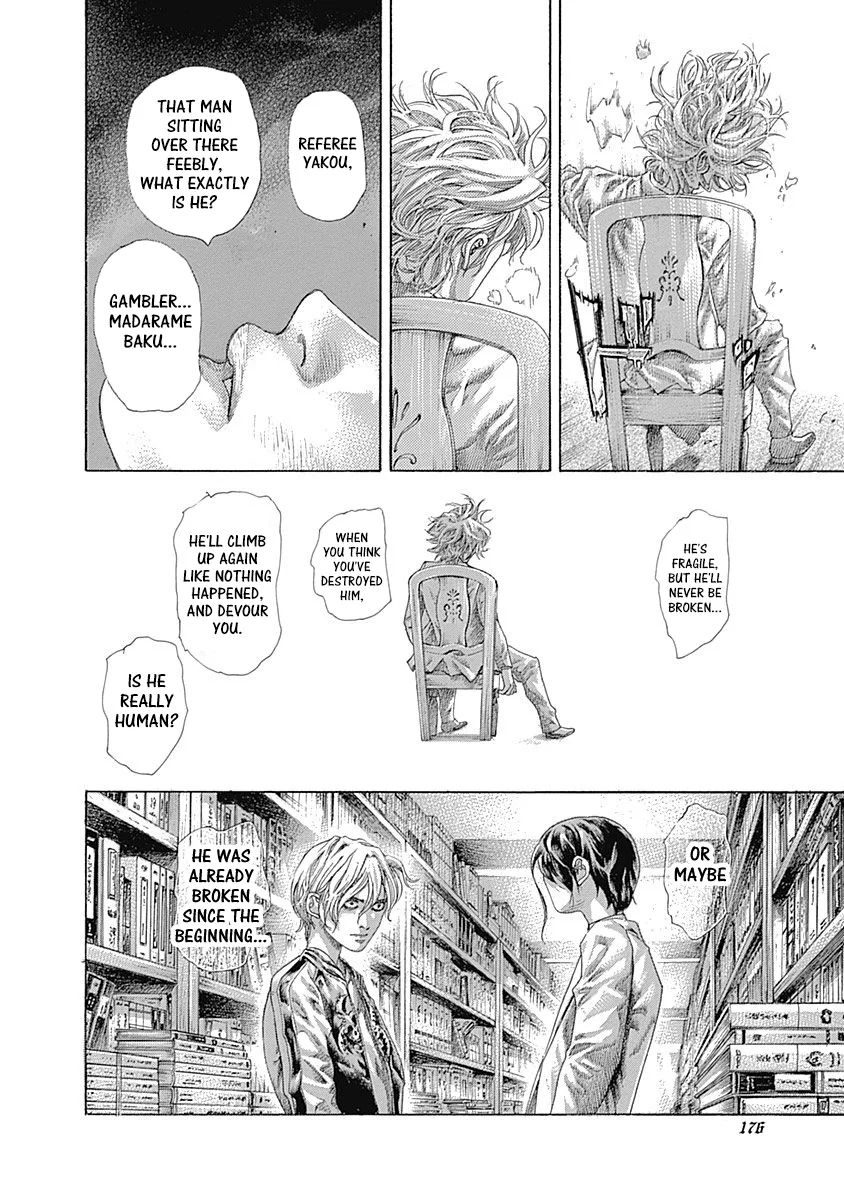 REFEREE
YAKOU,
THAT MAN
SITTING
OVER THERE
FEEBLY,
WHAT EXACTLY
IS HE?
GAMBLER...
MADARAME
BAKU...
HE'S
FRAGILE,
BUT HE'LL
NEVER BE
BROKEN...
WHEN
YOU THINK
YOU'VE
DESTROYED
HIM,
HE'LL CLIMB
UP AGAIN
LIKE NOTHING
HAPPENED,
AND DEVOUR
YOU.
IS HE
REALLY
HUMAN?
OR
MAYBE
HE WAS
ALREADY
BROKEN
SINCE THE
BEGINNING...
176